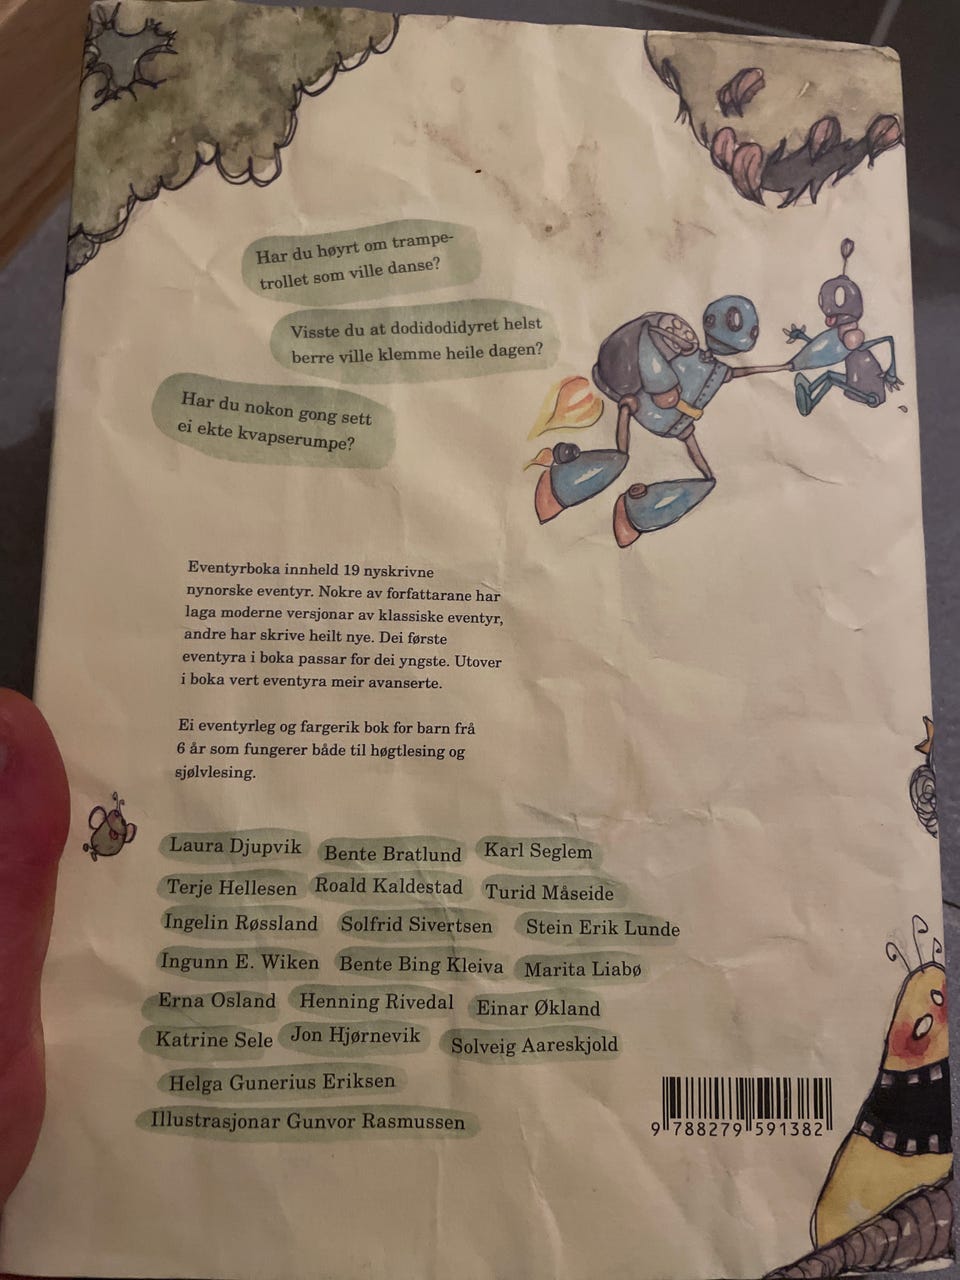 Har du høyrt om trampe-
trollet som ville danse?
Visste du at dodidodidyret helst
berre ville klemme heile dagen?
Har du nokon gong sett
ei ekte kvapserumpe?
Eventyrboka innheld 19 nyskrivne
nynorske eventyr. Nokre av forfattarane har
laga moderne versjonar av klassiske eventyr,
andre har skrive heilt nye. Dei første
eventyra i boka passar for dei yngste. Utover
i boka vert eventyra meir avanserte.
Ei eventyrleg og fargerik bok for barn frå
6 år som fungerer både til høgtlesing og
sjølvlesing.
Laura Djupvik Bente Bratlund Karl Seglem
Terje Hellesen Roald Kaldestad Turid Måseide
Ingelin Røssland Solfrid Sivertsen Stein Erik Lunde
Ingunn E. Wiken Bente Bing Kleiva Marita Liabø
Erna Osland Henning Rivedal Einar Økland
Katrine Sele Jon Hjørnevik Solveig Aareskjold
Helga Gunerius Eriksen
Illustrasjonar Gunvor Rasmussen
9 788279 591382